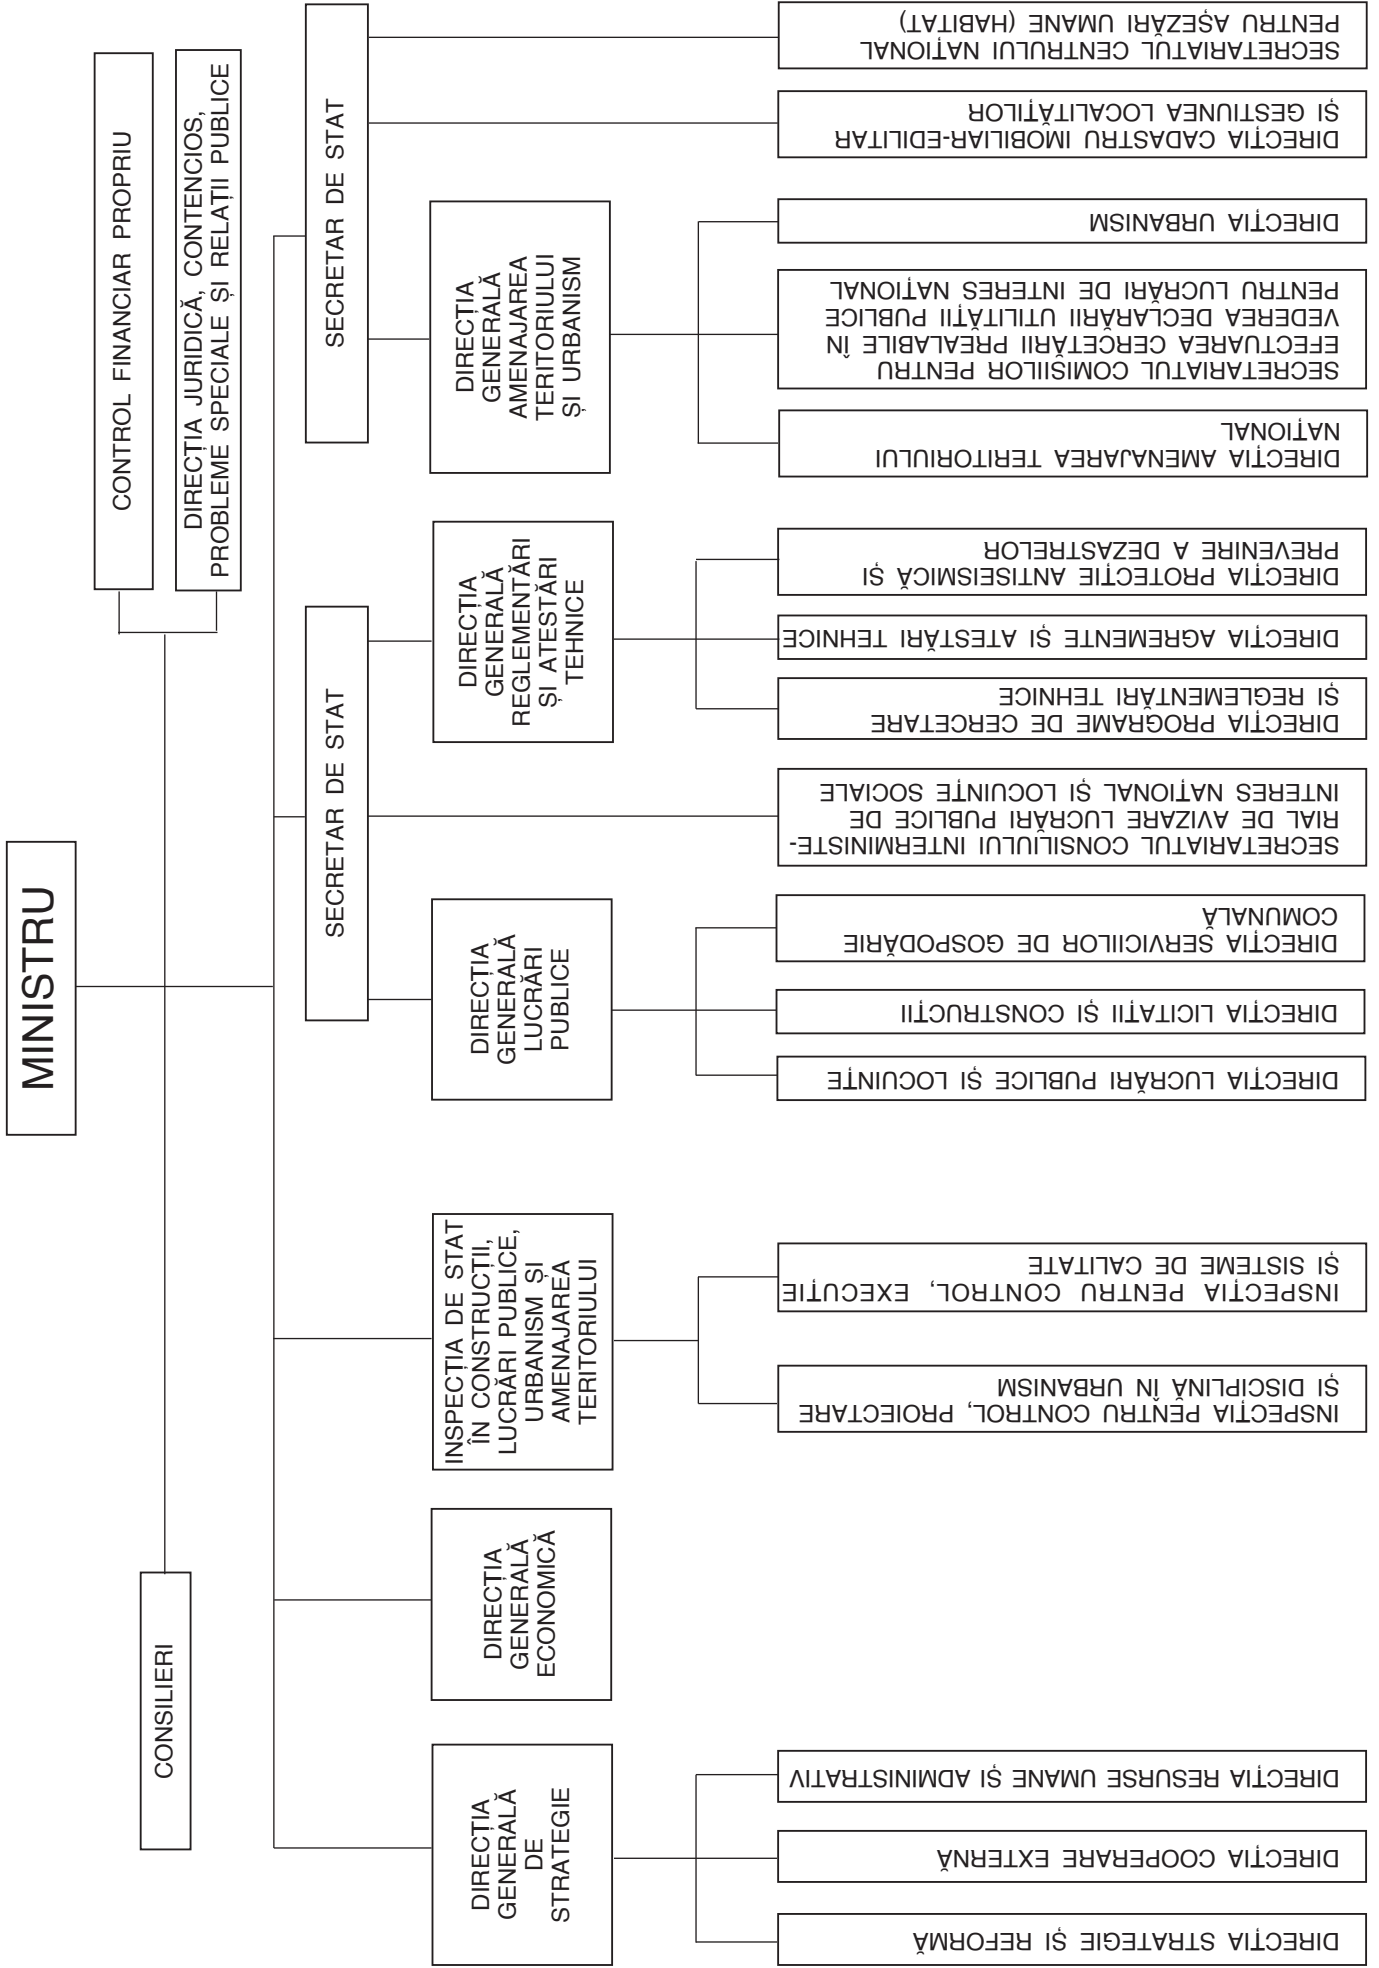 MINISTRU
CONSILIERI
CONTROL FINANCIAR PROPRIU
DIRECȚIA JURIDICĂ, CONTENCIOS,
PROBLEME SPECIALE ȘI RELAȚII PUBLICE
DIRECȚIA
GENERALĂ
DE
STRATEGIE
DIRECȚIA
GENERALĂ
ECONOMICĂ
INSPECȚIA DE STAT
ÎN CONSTRUCȚII,
LUCRĂRI PUBLICE,
URBANISM ȘI
AMENAJAREA
TERITORIULUI
SECRETAR DE STAT
SECRETAR DE STAT
DIRECȚIA
GENERALĂ
LUCRĂRI
PUBLICE
DIRECȚIA
GENERALĂ
REGLEMENTĂRI
ȘI ATESTĂRI
TEHNICE
DIRECȚIA
GENERALĂ
AMENAJAREA
TERITORIULUI
ȘI URBANISM
DIRECȚIA STRATEGIE ȘI REFORMĂ
DIRECȚIA COOPERARE EXTERNĂ
DIRECȚIA RESURSE UMANE ȘI ADMINISTRATIV
INSPECȚIA PENTRU CONTROL, PROIECTARE
ȘI DISCIPLINĂ ÎN URBANISM
INSPECȚIA PENTRU CONTROL, EXECUȚIE
ȘI SISTEME DE CALITATE
DIRECȚIA LUCRĂRI PUBLICE ȘI LOCUINȚE
DIRECȚIA LICITAȚII ȘI CONSTRUCȚII
DIRECȚIA SERVICIILOR DE GOSPODĂRIE
COMUNALĂ
SECRETARIATUL CONSILIULUI INTERMINISTE-
RIAL DE AVIZARE LUCRĂRI PUBLICE DE
INTERES NAȚIONAL ȘI LOCUINȚE SOCIALE
DIRECȚIA PROGRAME DE CERCETARE
ȘI REGLEMENTĂRI TEHNICE
DIRECȚIA AGREMENTE ȘI ATESTĂRI TEHNICE
DIRECȚIA PROTECȚIE ANTISEISMICĂ ȘI
PREVENIRE A DEZASTRELOR
DIRECȚIA AMENAJAREA TERITORIULUI
NAȚIONAL
SECRETARIATUL COMISIILOR PENTRU
EFECTUAREA CERCETĂRII PREALABILE ÎN
VEDEREA DECLARĂRII UTILITĂȚII PUBLICE
PENTRU LUCRĂRI DE INTERES NAȚIONAL
DIRECȚIA URBANISM
DIRECȚIA CADASTRU IMOBILIAR-EDILITAR
ȘI GESTIUNEA LOCALITĂȚILOR
SECRETARIATUL CENTRULUI NAȚIONAL
PENTRU AȘEZĂRI UMANE (HABITAT)